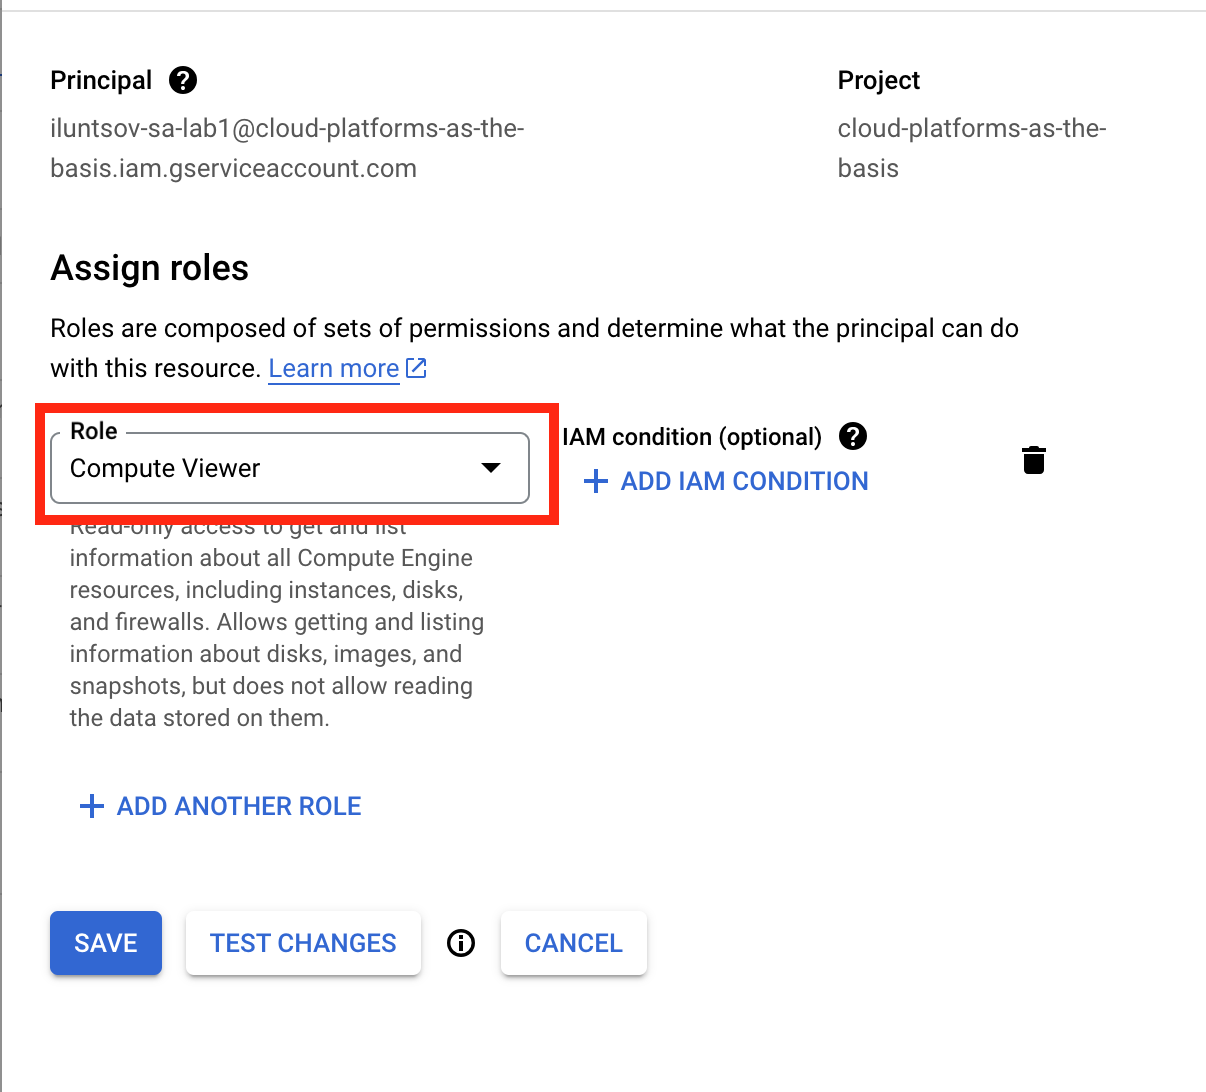 Principal
Project
iluntsov-sa-lab1@cloud-platforms-as-the-
basis.iam.gserviceaccount.com
cloud-platforms-as-the-
basis
Assign roles
Roles are composed of sets of permissions and determine what the principal can do
with this resource. Learn more
Role
Compute Viewer
IAM condition (optional)
ADD IAM CONDITION
Read-only access to get and list
information about all Compute Engine
resources, including instances, disks,
and firewalls. Allows getting and listing
information about disks, images, and
snapshots, but does not allow reading
the data stored on them.
ADD ANOTHER ROLE
SAVE
TEST CHANGES
CANCEL